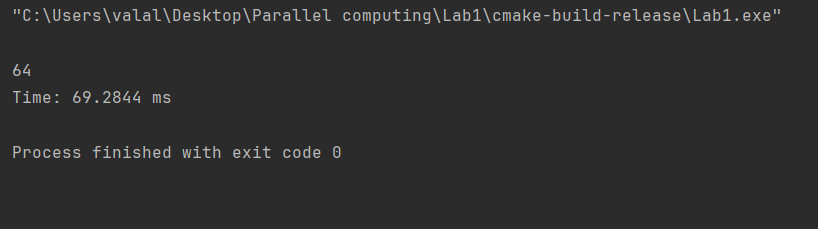 "C:\Users\valal\Desktop\Parallel computing\Lab1\cmake-build-release\Lab1.exe"
64
Time: 69.2844 ms
Process finished with exit code 0